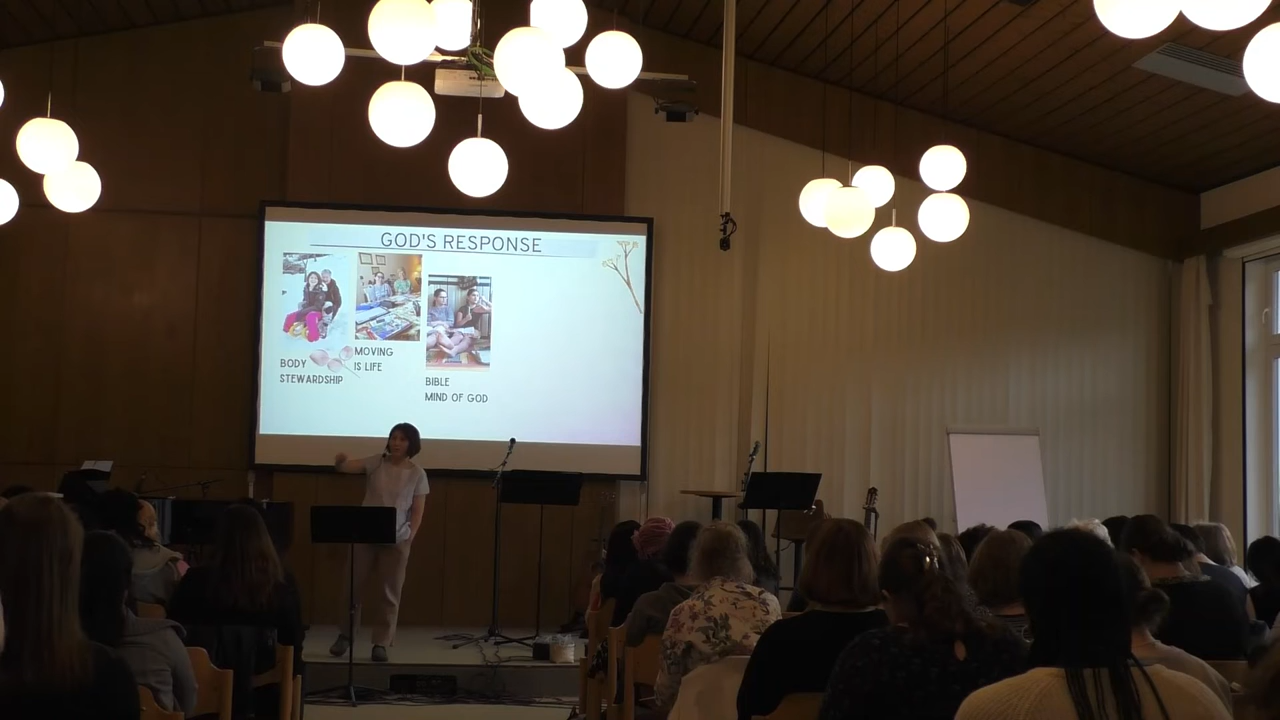 GOD'S RESPONSE
BODY
STEWARDSHIP
MOVING
IS LIFE
BIBLE
MIND OF GOD